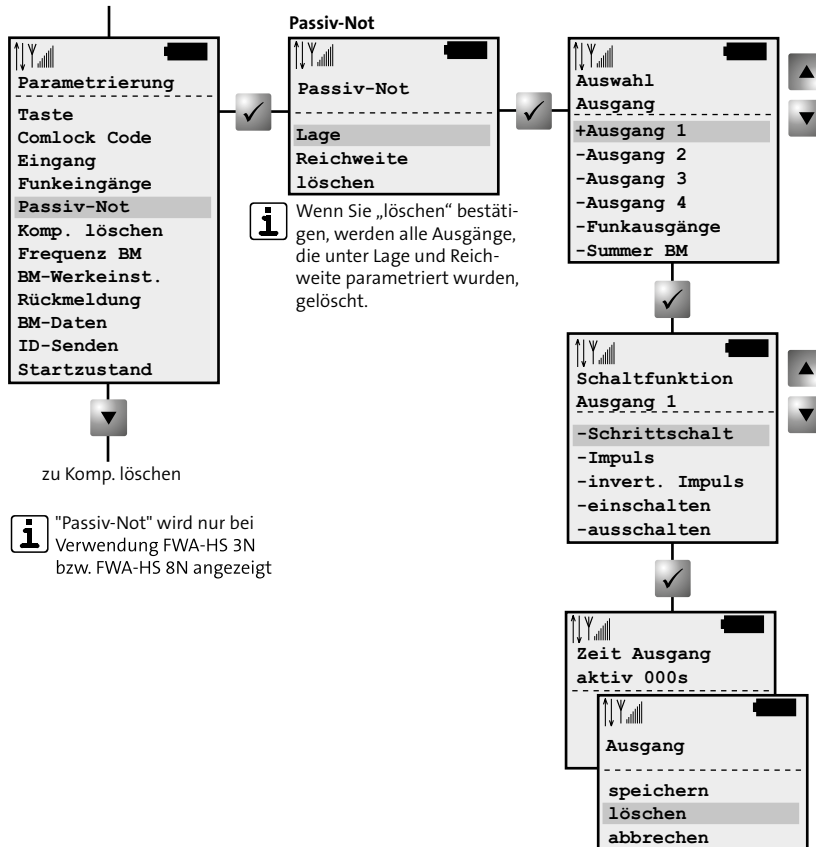 Passiv-Not
Parametrierung
Taste
Comlock Code
Eingang
Funkeingänge
Passiv-Not
Komp. löschen
Frequenz BM
BM-Werkeinst.
Rückmeldung
BM-Daten
ID-Senden
Startzustand
zu Komp. löschen
"Passiv-Not" wird nur bei
Verwendung FWA-HS 3N
bzw. FWA-HS 8N angezeigt
Passiv-Not
Lage
Reichweite
löschen
Wenn Sie „löschen“ bestäti-
gen, werden alle Ausgänge,
die unter Lage und Reich-
weite parametriert wurden,
gelöscht.
Auswahl
Ausgang
+Ausgang 1
-Ausgang 2
-Ausgang 3
-Ausgang 4
-Funkausgänge
-Summer BM
Schaltfunktion
Ausgang 1
-Schrittschalt
-Impuls
-invert. Impuls
-einschalten
-ausschalten
Zeit Ausgang
aktiv 000s
Ausgang
speichern
löschen
abbrechen